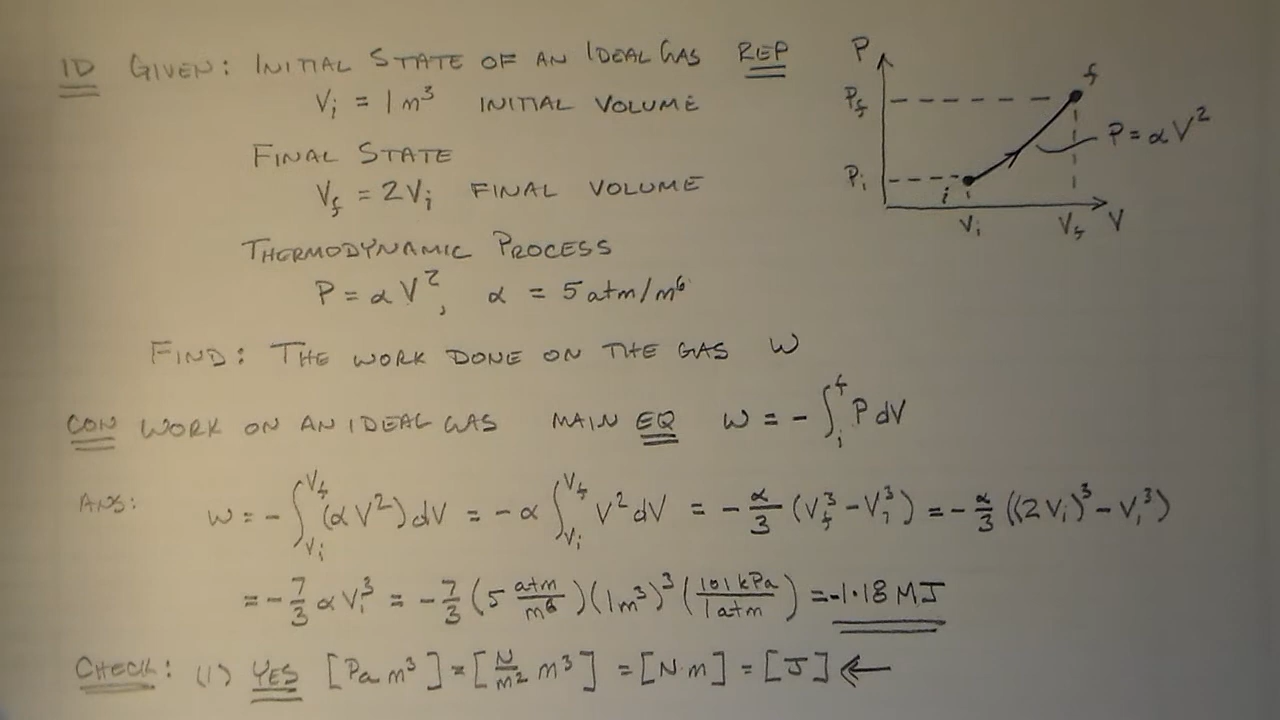 ID GIVEN: INITIAL STATE OF AN IDEAL GAS REP
Vi = 1 m³ INITIAL VOLUME
FINAL STATE
Vf = 2Vi FINAL VOLUME
THERMODYNAMIC PROCESS
P = αV², α = 5 atm/m⁶
FIND: THE WORK DONE ON THE GAS W
P
Pf
f
P = αV²
Pi
i
Vi
Vf
V
CON WORK ON AN IDEAL GAS MAIN EQ W = -∫ᵢᶠ P dV
ANS: W = -∫_{Vi}^{Vf} (αV²) dV = -α ∫_{Vi}^{Vf} V² dV = -α/3 (Vf³ - Vi³) = -α/3 ((2Vi)³ - Vi³)
= -7/3 αVi³ = -7/3 (5 atm/m⁶)(1m³)³ (101 kPa/1 atm) = -1.18 MJ
CHECK: (1) YES [Pa m³] = [N/m² m³] = [N·m] = [J] ←